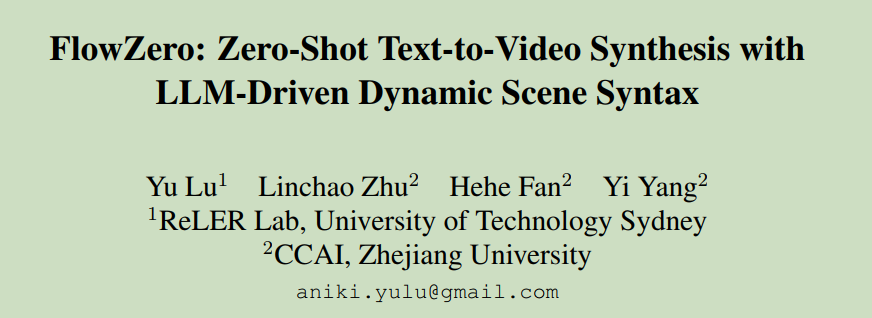 FlowZero: Zero-Shot Text-to-Video Synthesis with
LLM-Driven Dynamic Scene Syntax
Yu Lu¹ Linchao Zhu² Hehe Fan² Yi Yang²
¹ReLER Lab, University of Technology Sydney
²CCAI, Zhejiang University
aniki.yulu@gmail.com